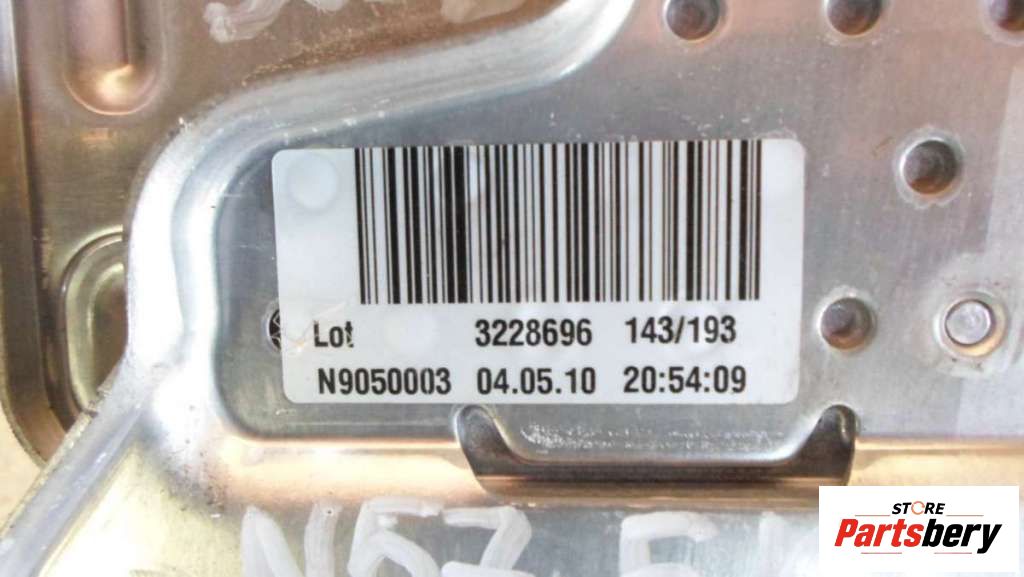 Lot 3228696 143/193
N9050003 04.05.10 20:54:09
N57
STORE
Partsbery